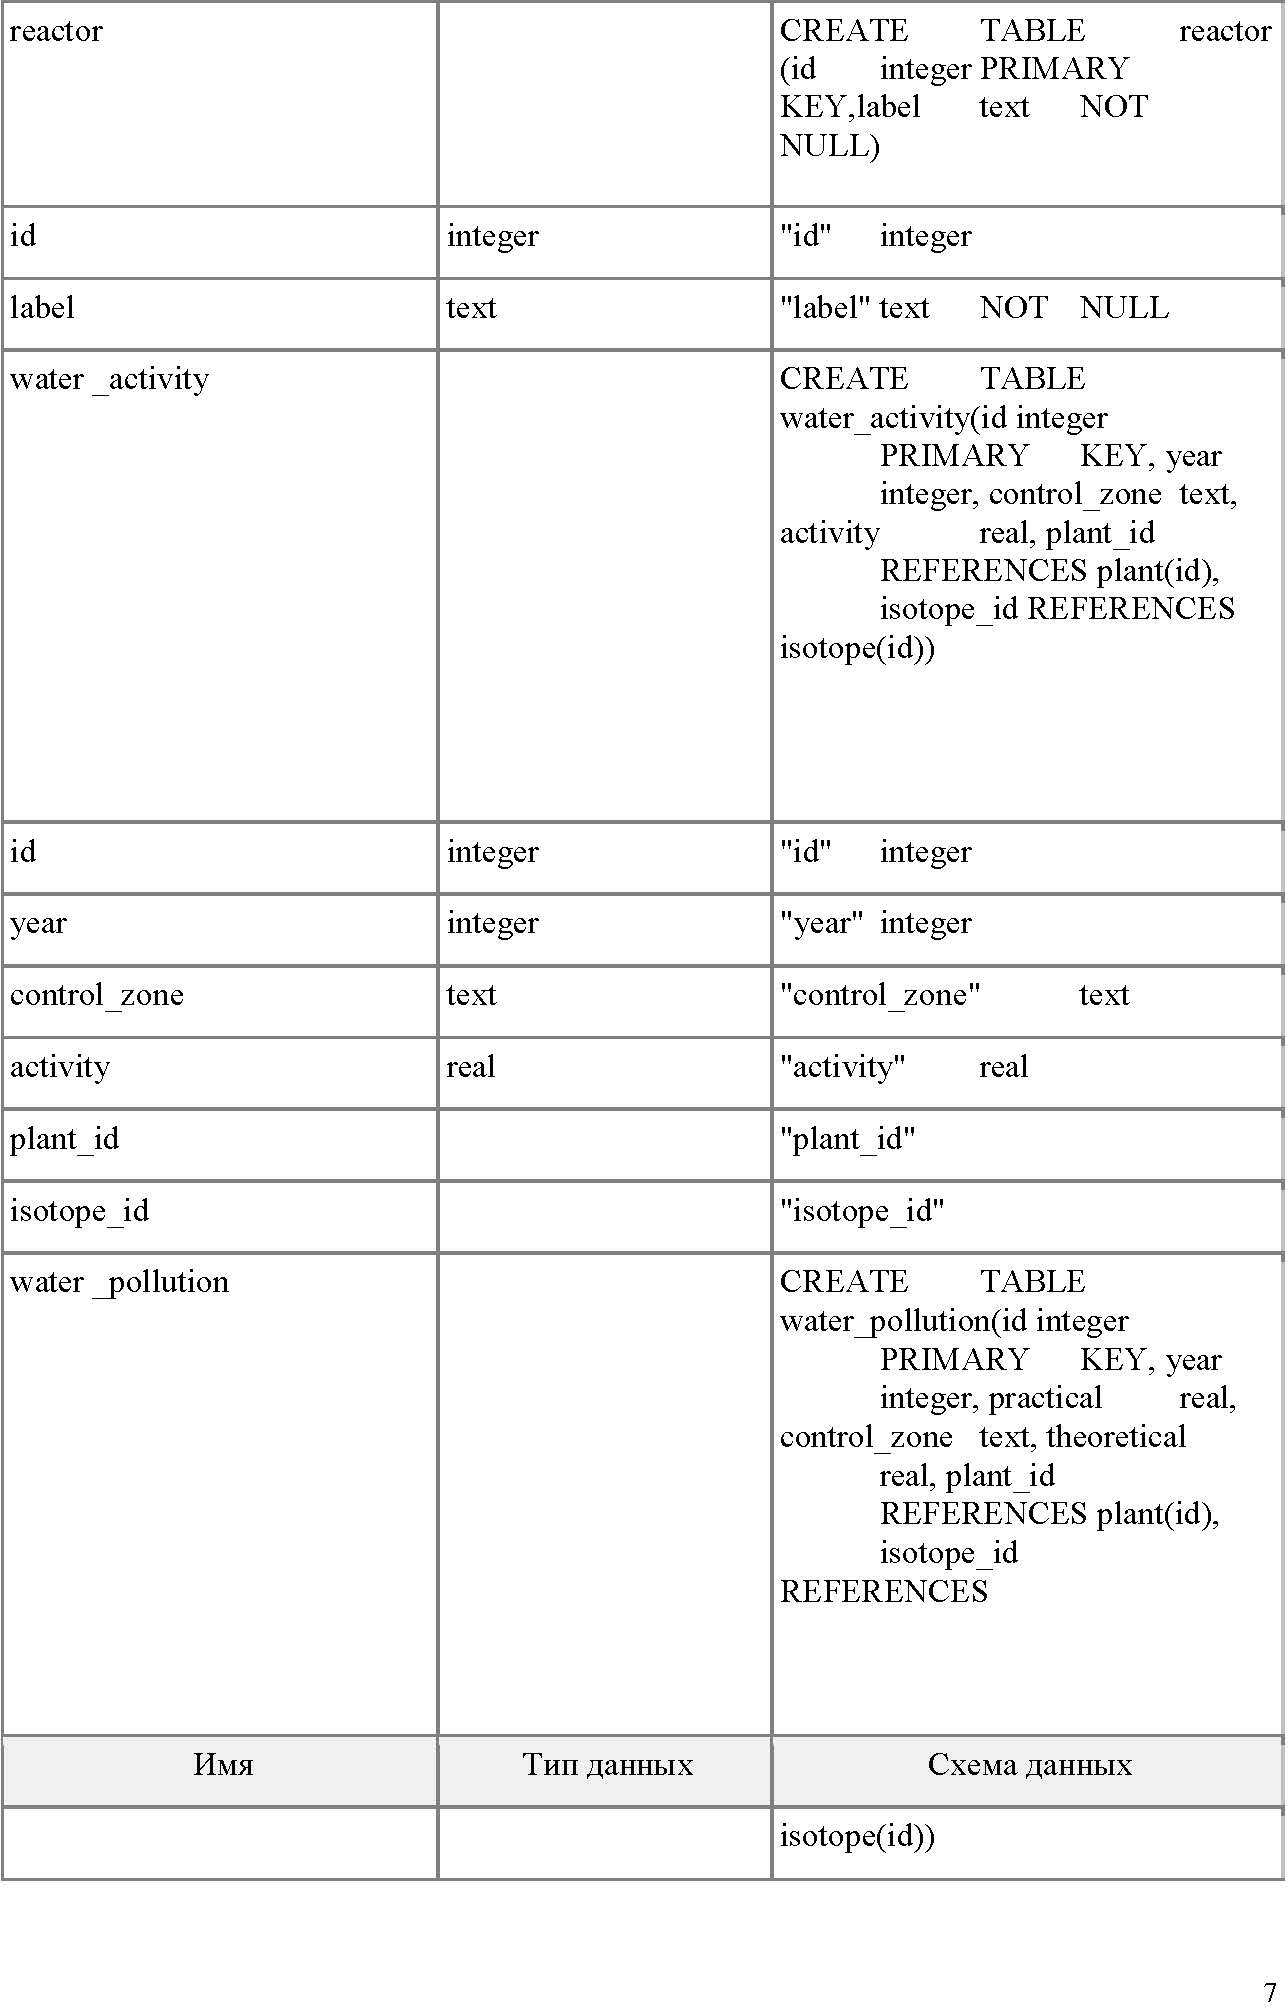 reactor
CREATE TABLE reactor
(id integer PRIMARY
KEY,label text NOT
NULL)
id integer "id" integer
label text "label" text NOT NULL
water _activity
CREATE TABLE
water_activity(id integer
PRIMARY KEY, year
integer, control_zone text,
activity real, plant_id
REFERENCES plant(id),
isotope_id REFERENCES
isotope(id))
id integer "id" integer
year integer "year" integer
control_zone text "control_zone" text
activity real "activity" real
plant_id "plant_id"
isotope_id "isotope_id"
water _pollution
CREATE TABLE
water_pollution(id integer
PRIMARY KEY, year
integer, practical real,
control_zone text, theoretical
real, plant_id
REFERENCES plant(id),
isotope_id
REFERENCES
Имя Тип данных Схема данных
isotope(id))
7